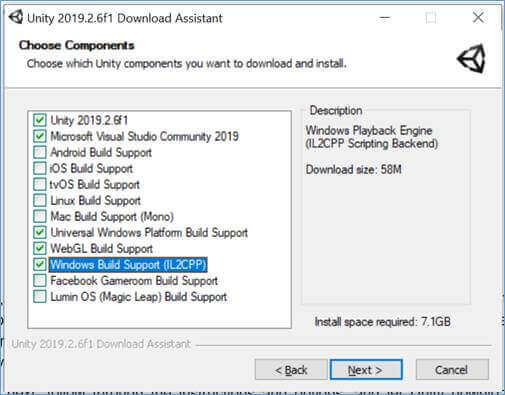 Unity 2019.2.6f1 Download Assistant
Choose Components
Choose which Unity components you want to download and install.
Unity 2019.2.6f1
Microsoft Visual Studio Community 2019
Android Build Support
iOS Build Support
tvOS Build Support
Linux Build Support
Mac Build Support (Mono)
Universal Windows Platform Build Support
WebGL Build Support
Windows Build Support (IL2CPP)
Facebook Gameroom Build Support
Lumin OS (Magic Leap) Build Support
Description
Windows Playback Engine
(IL2CPP Scripting Backend)
Download size: 58M
Install space required: 7.1GB
Unity 2019.2.6f1 Download Assistant
< Back
Next >
Cancel